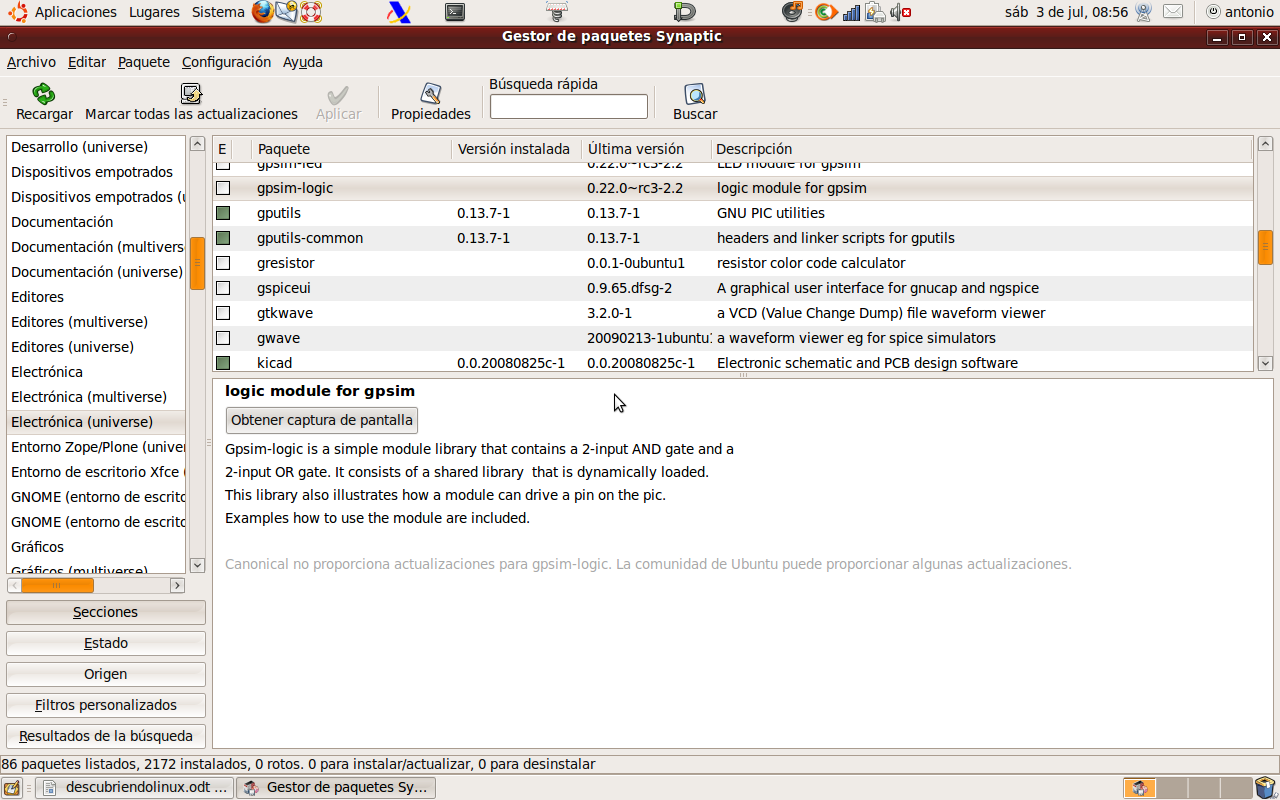 Aplicaciones Lugares Sistema sáb 3 de jul, 08:56 antonio
Gestor de paquetes Synaptic
Archivo Editar Paquete Configuración Ayuda
Recargar Marcar todas las actualizaciones Aplicar Propiedades Búsqueda rápida Buscar
Desarrollo (universe)
Dispositivos empotrados
Dispositivos empotrados (u
Documentación
Documentación (multiverse
Documentación (universe)
Editores
Editores (multiverse)
Editores (universe)
Electrónica
Electrónica (multiverse)
Electrónica (universe)
Entorno Zope/Plone (univer
Entorno de escritorio Xfce (
GNOME (entorno de escrito
GNOME (entorno de escrito
Gráficos
Gráficos (multiverse)
Secciones
Estado
Origen
Filtros personalizados
Resultados de la búsqueda
E Paquete Versión instalada Última versión Descripción
gpsim-led 0.22.0~rc3-2.2 LED module for gpsim
gpsim-logic 0.22.0~rc3-2.2 logic module for gpsim
gputils 0.13.7-1 0.13.7-1 GNU PIC utilities
gputils-common 0.13.7-1 0.13.7-1 headers and linker scripts for gputils
gresistor 0.0.1-0ubuntu1 resistor color code calculator
gspiceui 0.9.65.dfsg-2 A graphical user interface for gnucap and ngspice
gtkwave 3.2.0-1 a VCD (Value Change Dump) file waveform viewer
gwave 20090213-1ubuntu1 a waveform viewer eg for spice simulators
kicad 0.0.20080825c-1 0.0.20080825c-1 Electronic schematic and PCB design software
logic module for gpsim
Obtener captura de pantalla
Gpsim-logic is a simple module library that contains a 2-input AND gate and a
2-input OR gate. It consists of a shared library that is dynamically loaded.
This library also illustrates how a module can drive a pin on the pic.
Examples how to use the module are included.
Canonical no proporciona actualizaciones para gpsim-logic. La comunidad de Ubuntu puede proporcionar algunas actualizaciones.
86 paquetes listados, 2172 instalados, 0 rotos. 0 para instalar/actualizar, 0 para desinstalar
descubriendolinux.odt ... Gestor de paquetes Sy...